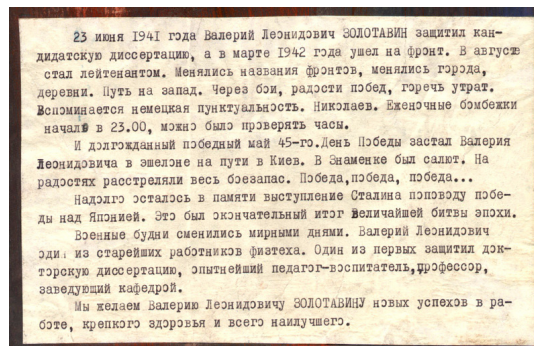 23 июня 1941 года Валерий Леонидович ЗОЛОТАВИН защитил кан-
дидатскую диссертацию, а в марте 1942 года ушел на фронт. В августе
стал лейтенантом. Менялись названия фронтов, менялись города,
деревни. Путь на запад. Через бои, радости побед, горечь утрат.
Вспоминается немецкая пунктуальность. Николаев. Еженочные бомбежки
начале в 23.00, можно было проверять часы.
И долгожданный победный май 45-го.День Победы застал Валерия
Леонидовича в эшелоне на пути в Киев. В Знаменке был салют. На
радостях расстреляли весь боезапас. Победа,победа, победа...
Надолго осталось в памяти выступление Сталина поповоду побе-
ды над Японией. Это был окончательный итог Величайшей битвы эпохи.
Военные будни сменились мирными днями. Валерий Леонидович
один из старейших работников физтеха. Один из первых защитил док-
торскую диссертацию, опытнейший педагог-воспитатель,профессор,
заведующий кафедрой.
Мы желаем Валерию Леонидовичу ЗОЛОТАВИНУ новых успехов в ра-
боте, крепкого здоровья и всего наилучшего.